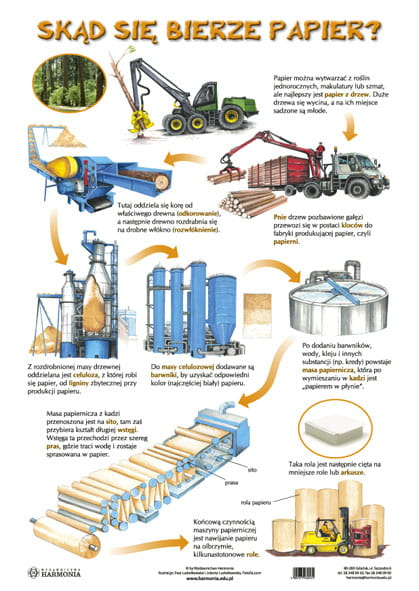 SKĄD SIĘ BIERZE PAPIER?
Papier można wytwarzać z roślin
jednorocznych, makulatury lub szmat,
ale najlepszy jest papier z drzew. Duże
drzewa się wycina, a na ich miejsce
sadzone są młode.
Tutaj oddziela się korę od
właściwego drewna (odkorowanie),
a następnie drewno rozdrabnia się
na drobne włókno (rozwłóknienie).
Pnie drzew pozbawione gałęzi
przewozi się w postaci kloców do
fabryki produkującej papier, czyli
papierni.
Z rozdrobnionej masy drzewnej
oddzielana jest celuloza, z której robi
się papier, od ligniny zbytecznej przy
produkcji papieru.
Do masy celulozowej dodawane są
barwniki, by uzyskać odpowiedni
kolor (najczęściej biały) papieru.
Po dodaniu barwników,
wody, kleju i innych
substancji (np. kredy) powstaje
masa papiernicza, która po
wymieszaniu w kadzi jest
„papierem w płynie”.
Masa papiernicza z kadzi
przenoszona jest na sito, tam zaś
przybiera kształt długiej wstęgi.
Wstęga ta przechodzi przez szereg
pras, gdzie traci wodę i zostaje
sprasowana w papier.
sito
prasa
Taka rola jest następnie cięta na
mniejsze role lub arkusze.
rola papieru
Końcową czynnością
maszyny papierniczej
jest nawijanie papieru
na olbrzymie,
kilkunastotonowe role.
WYDAWNICTWO
HARMONIA
© by Wydawnictwo Harmonia
www.harmonia.edu.pl
harmonia@harmonia.edu.pl